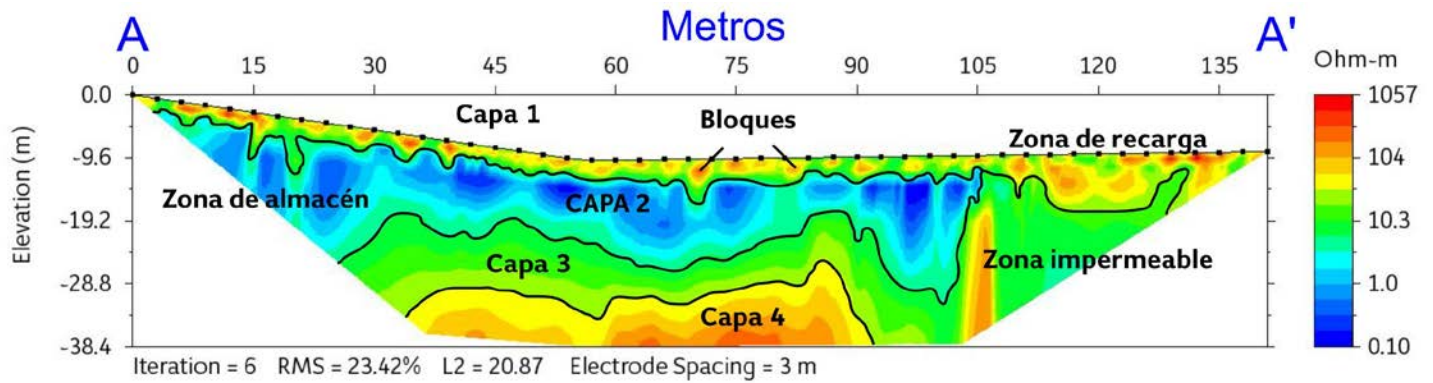 A Metros A'
0 15 30 45 60 75 90 105 120 135 Ohm-m
0.0
-9.6
-19.2
-28.8
-38.4
Elevation (m)
Capa 1
Bloques
Zona de recarga
Zona de almacén
CAPA 2
Capa 3
Zona impermeable
Capa 4
1057
104
10.3
1.0
0.10
Iteration = 6 RMS = 23.42% L2 = 20.87 Electrode Spacing = 3 m